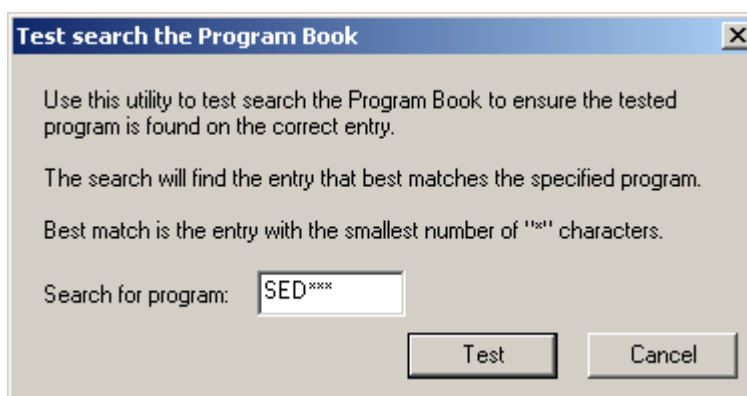 Test search the Program Book
Use this utility to test search the Program Book to ensure the tested
program is found on the correct entry.
The search will find the entry that best matches the specified program.
Best match is the entry with the smallest number of "*" characters.
Search for program: SED***
Test Cancel